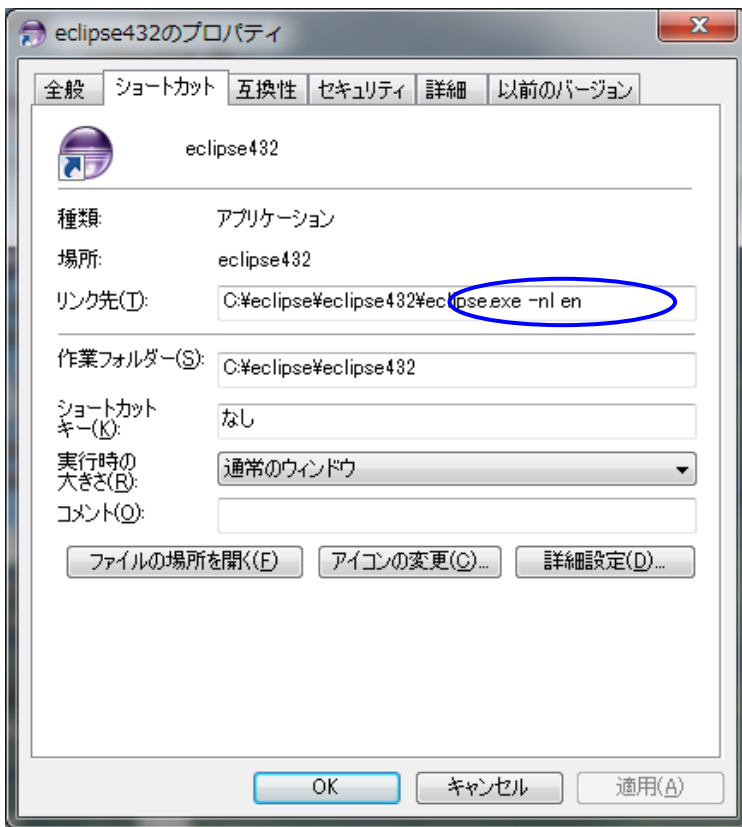 eclipse432のプロパティ
X
全般 ショートカット 互換性 セキュリティ 詳細 以前のバージョン
eclipse432
種類: アプリケーション
場所: eclipse432
リンク先(T): C:¥eclipse¥eclipse432¥eclipse.exe -nl en
作業フォルダー(S): C:¥eclipse¥eclipse432
ショートカット
キー(K): なし
実行時の
大きさ(R): 通常のウィンドウ
コメント(O):
ファイルの場所を開く(F) アイコンの変更(C)... 詳細設定(D)...
OK キャンセル 適用(A)